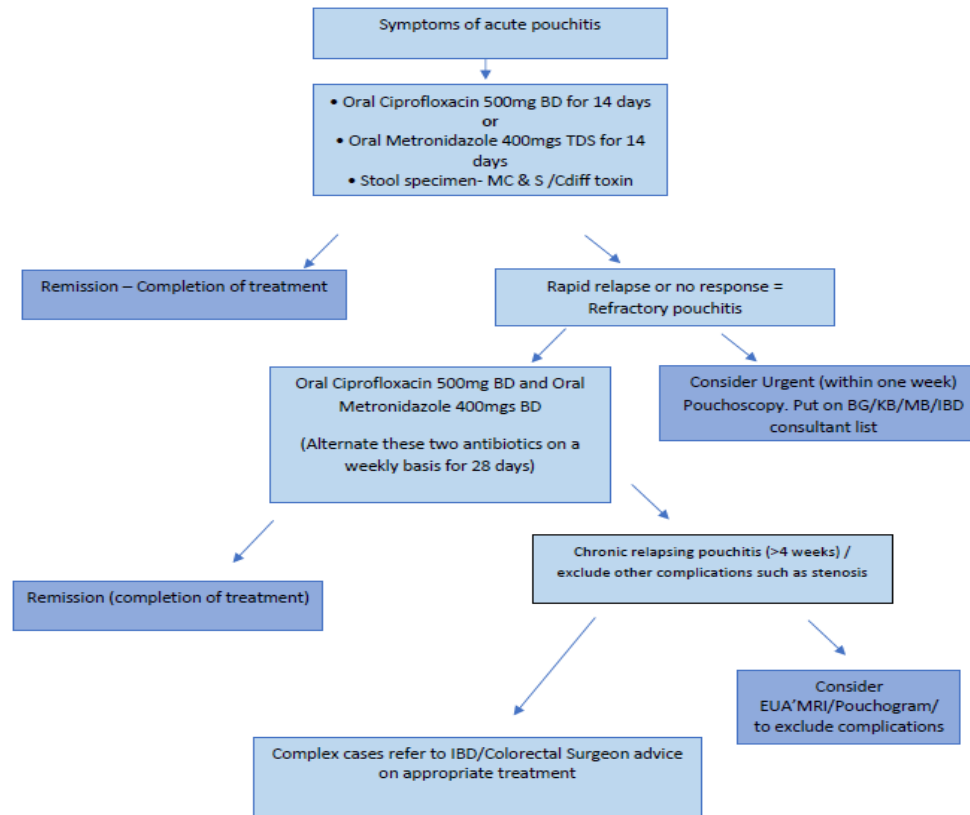 Symptoms of acute pouchitis
• Oral Ciprofloxacin 500mg BD for 14 days
or
• Oral Metronidazole 400mgs TDS for 14
days
• Stool specimen- MC & S /Cdiff toxin
Remission – Completion of treatment
Rapid relapse or no response =
Refractory pouchitis
Oral Ciprofloxacin 500mg BD and Oral
Metronidazole 400mgs BD
(Alternate these two antibiotics on a
weekly basis for 28 days)
Consider Urgent (within one week)
Pouchoscopy. Put on BG/KB/MB/IBD
consultant list
Chronic relapsing pouchitis (>4 weeks) /
exclude other complications such as stenosis
Remission (completion of treatment)
Consider
EUA'MRI/Pouchogram/
to exclude complications
Complex cases refer to IBD/Colorectal Surgeon advice
on appropriate treatment